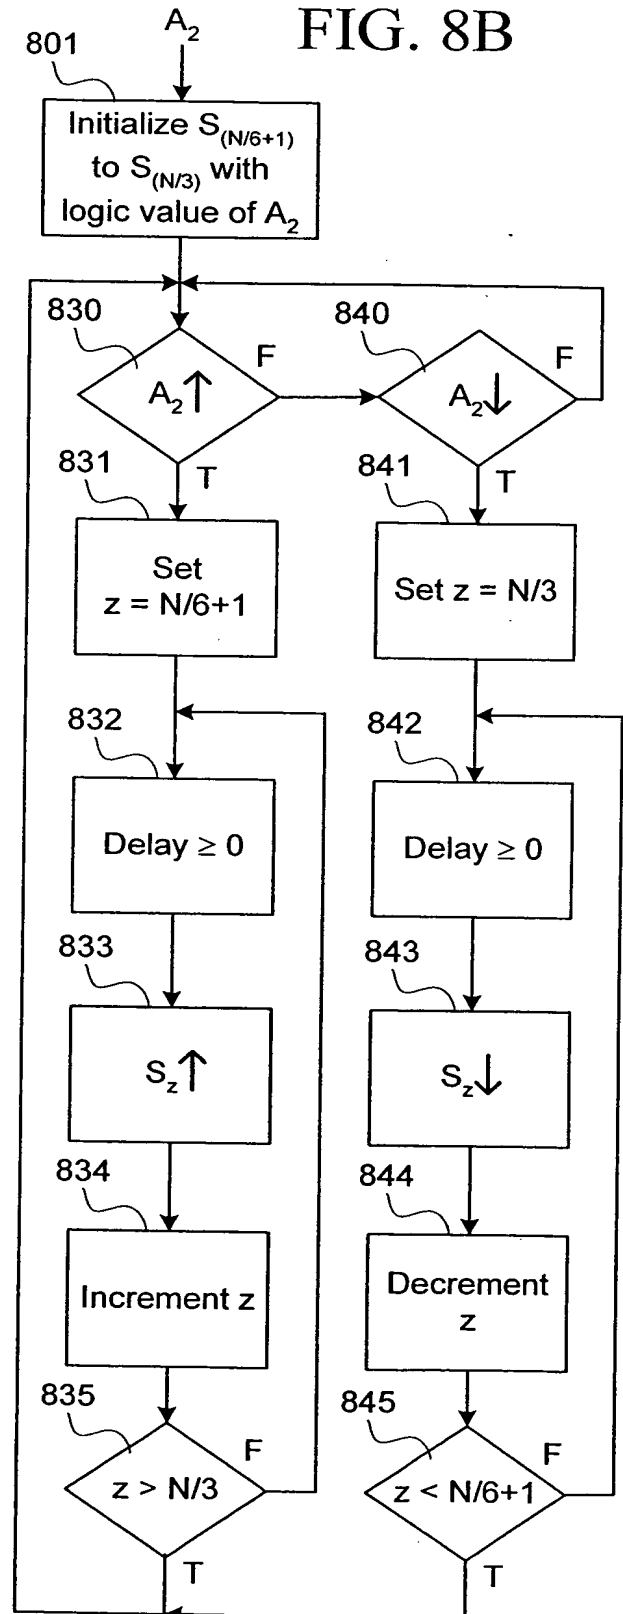 FIG. 8B
A₂
801
Initialize S₍N/6+1₎
to S₍N/3₎ with
logic value of A₂
830
A₂↑
F
T
840
A₂↓
F
T
831
Set
z = N/6+1
841
Set z = N/3
832
Delay ≥ 0
842
Delay ≥ 0
833
S_z↑
843
S_z↓
834
Increment z
844
Decrement
z
835
z > N/3
F
T
845
z < N/6+1
F
T